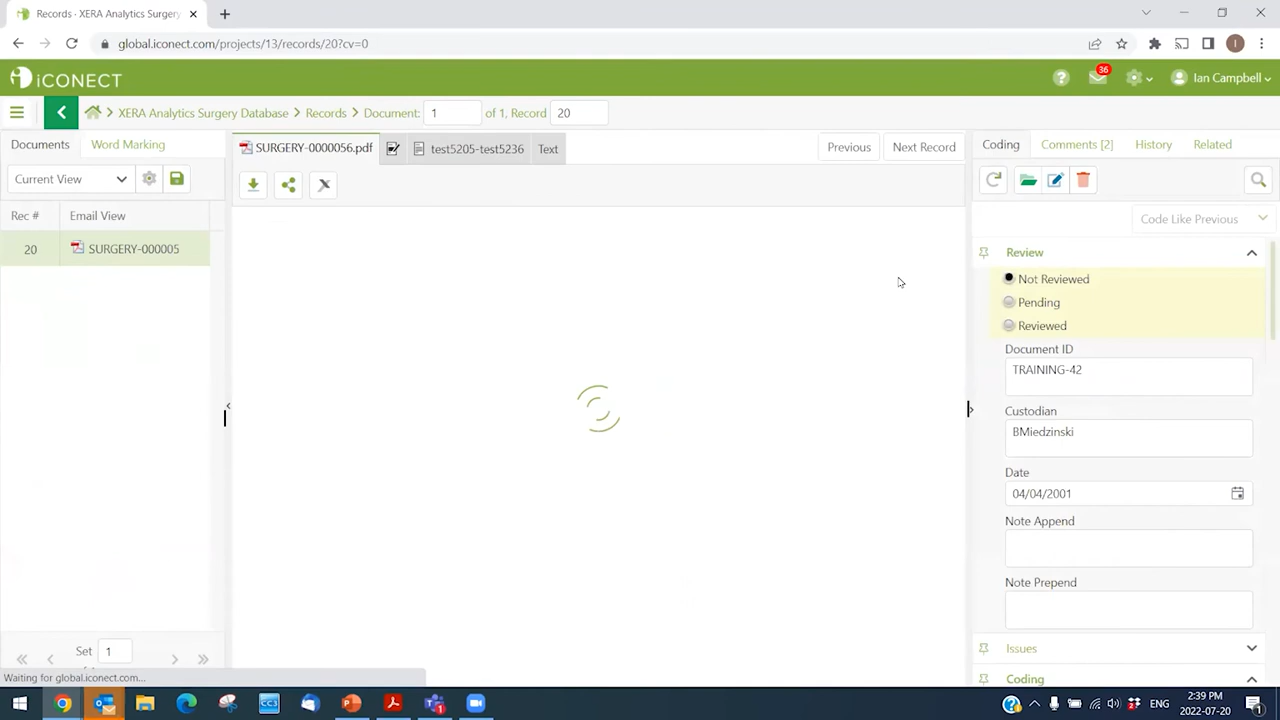 Records - XERA Analytics Surgery
global.iconect.com/projects/13/records/20?cv=0
iCONECT
36
Ian Campbell
XERA Analytics Surgery Database > Records > Document: 1 of 1, Record 20
Documents Word Marking
SURGERY-0000056.pdf test5205-test5236 Text
Previous Next Record
Coding Comments [2] History Related
Current View
Code Like Previous
Rec # Email View
20 SURGERY-000005
Review
Not Reviewed
Pending
Reviewed
Document ID
TRAINING-42
Custodian
BMiedzinski
Date
04/04/2001
Note Append
Note Prepend
Issues
Coding
Set 1
Waiting for global.iconect.com...
CC3
1
ENG
2:39 PM
2022-07-20
1